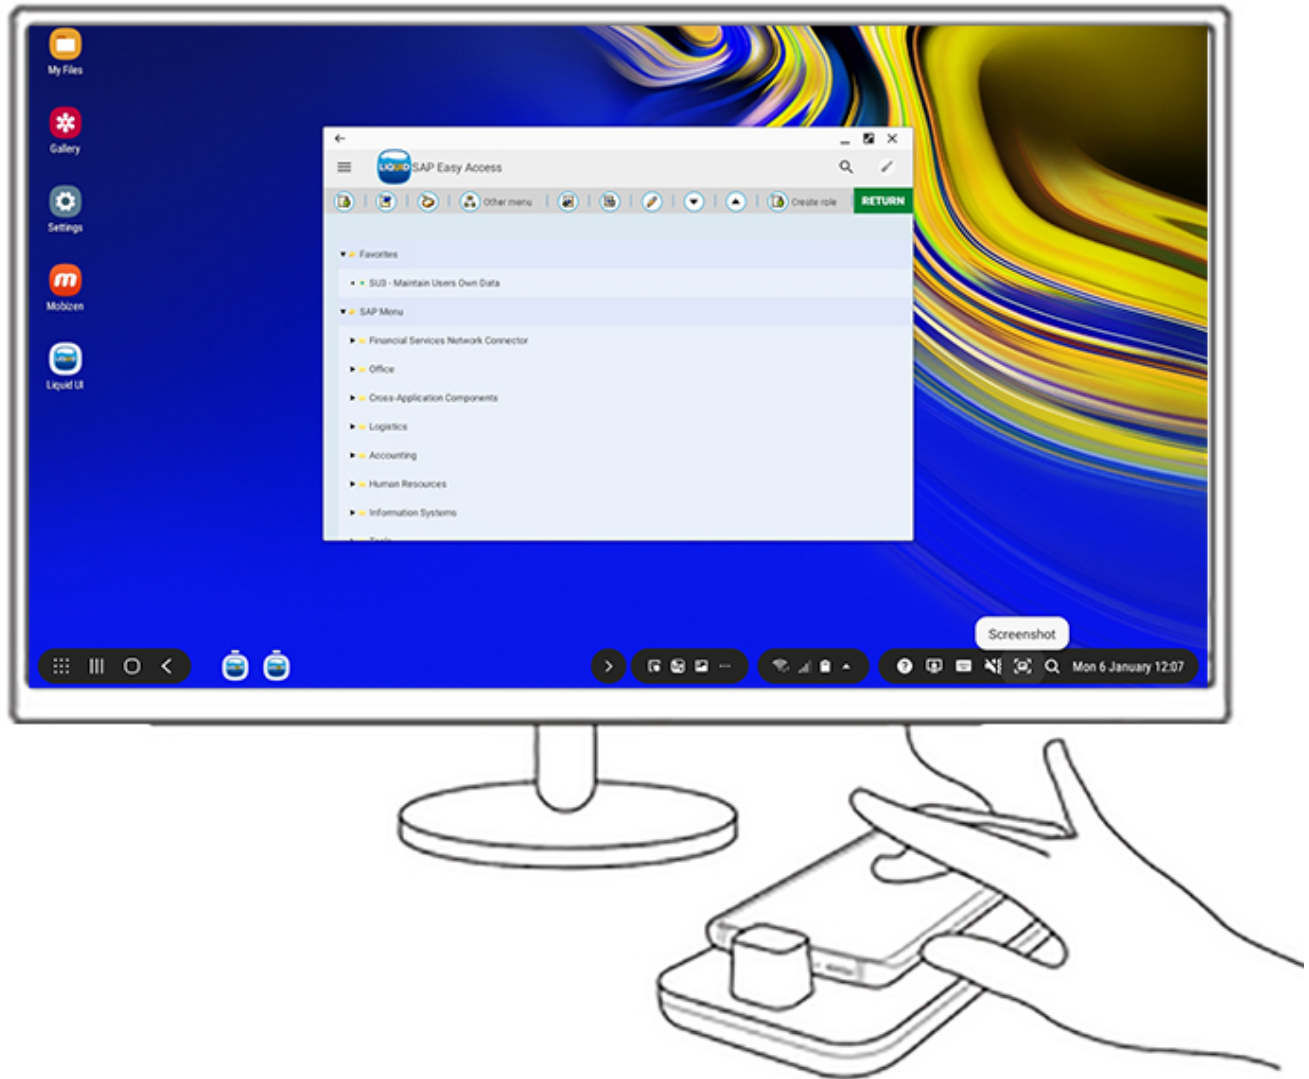 My Files
Gallery
Settings
Mobizen
Liquid UI
LIQUID SAP Easy Access
Other menu
Create role
RETURN
Favorites
SU3 - Maintain Users Own Data
SAP Menu
Financial Services Network Connector
Office
Cross-Application Components
Logistics
Accounting
Human Resources
Information Systems
Screenshot
Mon 6 January 12:07